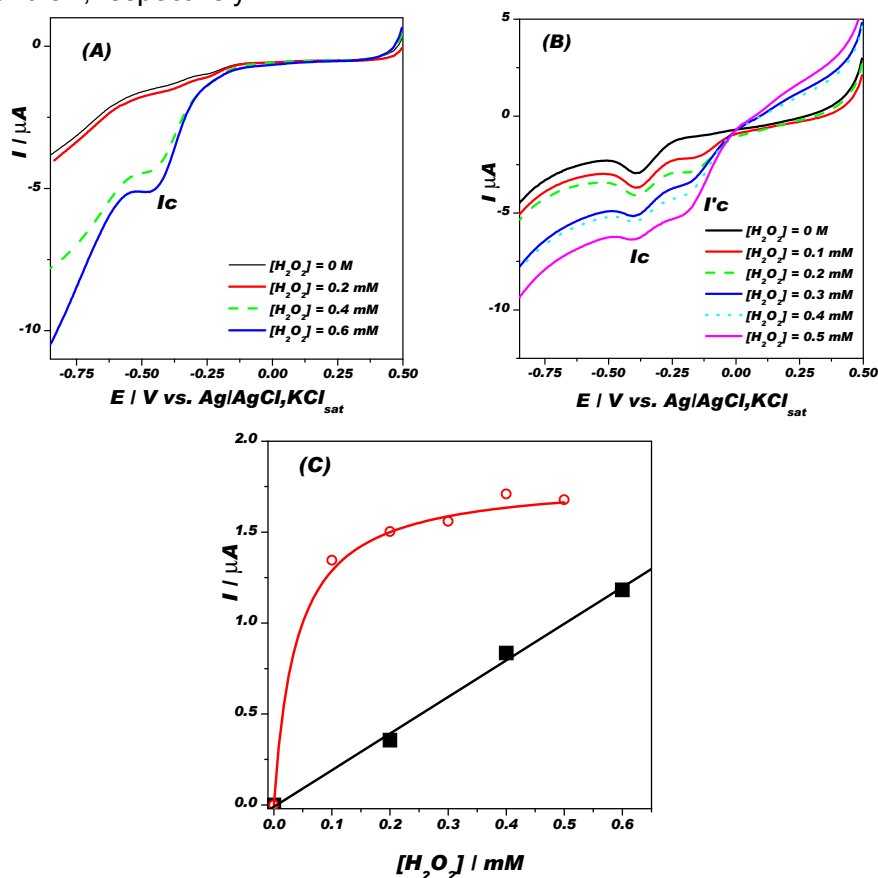 (A)
0
-5
-10
I / μA
Ic
[H₂O₂] = 0 M
[H₂O₂] = 0.2 mM
[H₂O₂] = 0.4 mM
[H₂O₂] = 0.6 mM
-0.75 -0.50 -0.25 0.00 0.25 0.50
E / V vs. Ag/AgCl,KCl_sat
(B)
5
0
-5
-10
I μA
I'c
Ic
[H₂O₂] = 0 M
[H₂O₂] = 0.1 mM
[H₂O₂] = 0.2 mM
[H₂O₂] = 0.3 mM
[H₂O₂] = 0.4 mM
[H₂O₂] = 0.5 mM
-0.75 -0.50 -0.25 0.00 0.25 0.50
E / V vs. Ag/AgCl,KCl_sat
(C)
2.0
1.5
1.0
0.5
0.0
I / μA
0.0 0.1 0.2 0.3 0.4 0.5 0.6
[H₂O₂] / mM